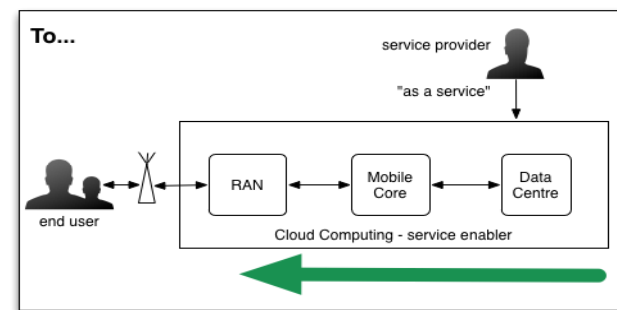 To...
service provider
"as a service"
RAN
Mobile
Core
Data
Centre
end user
Cloud Computing - service enabler